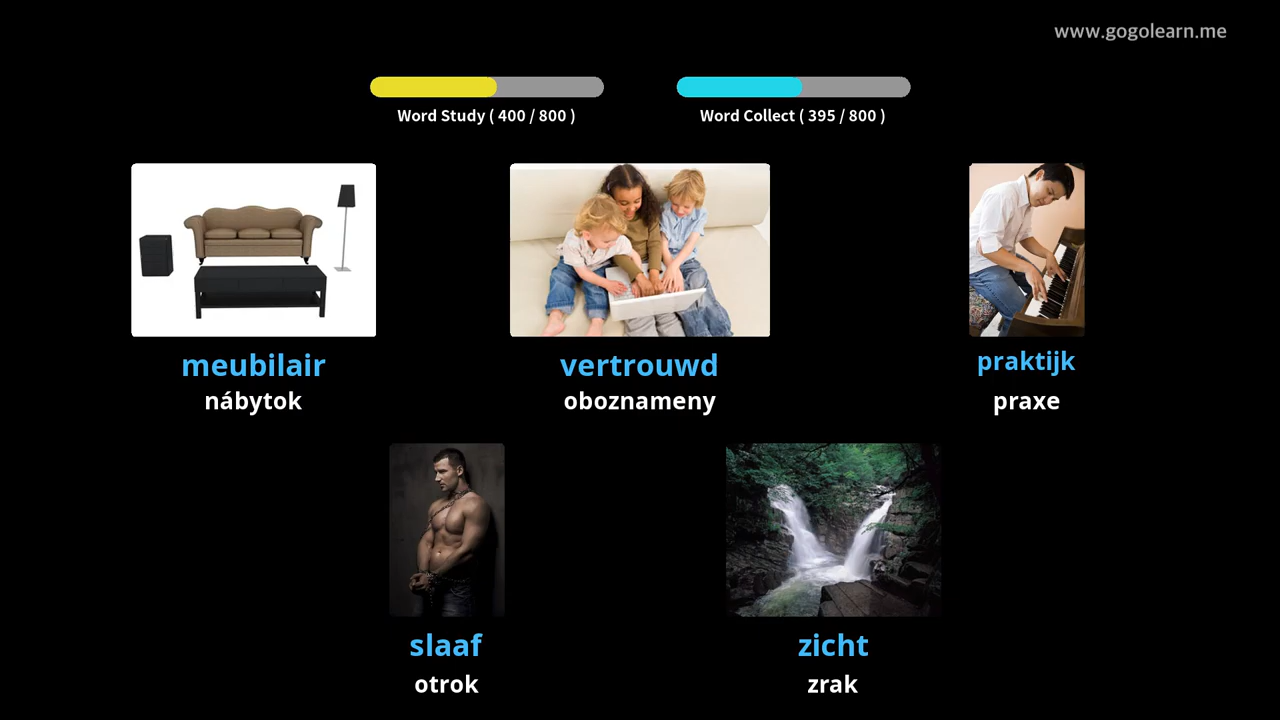 www.gogolearn.me
Word Study ( 400 / 800 )
Word Collect ( 395 / 800 )
meubilair
nábytok
vertrouwd
oboznameny
praktijk
praxe
slaaf
otrok
zicht
zrak